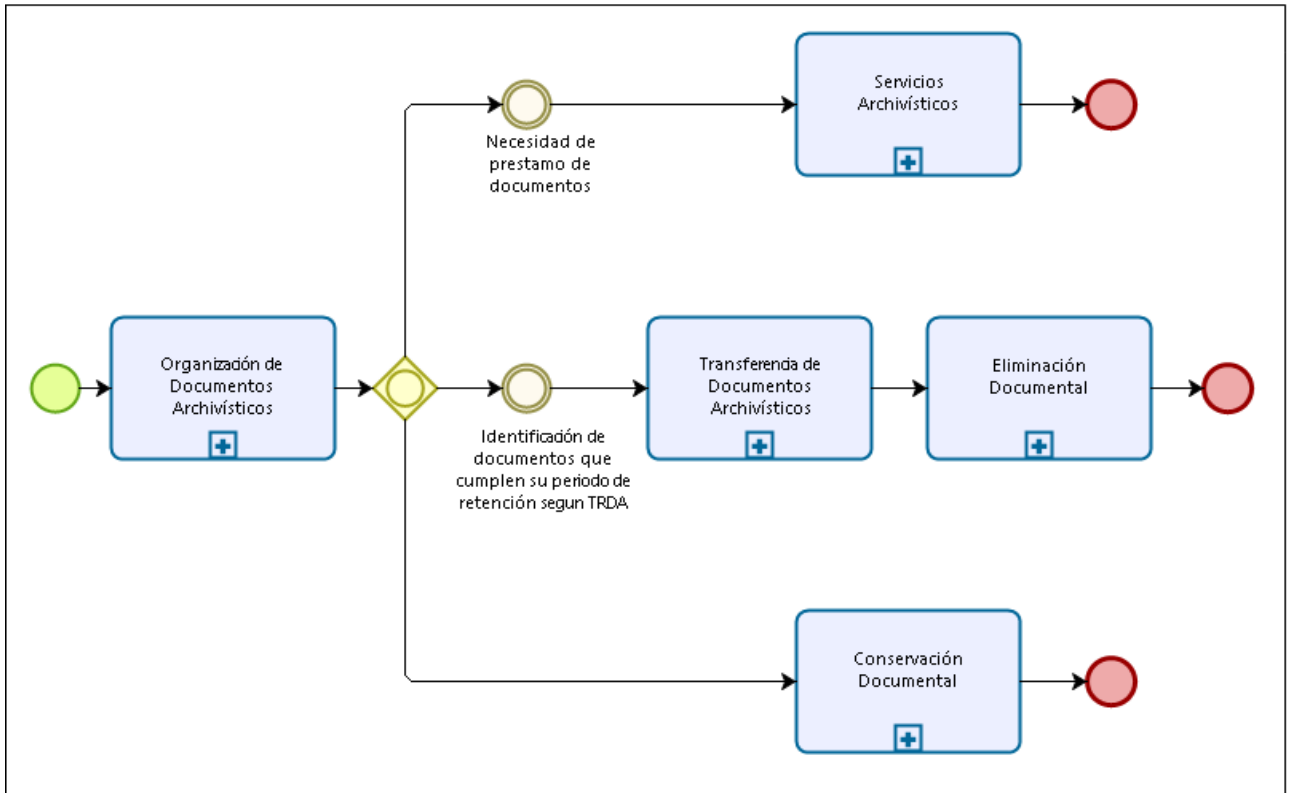 Servicios
Archivísticos
Necesidad de
prestamo de
documentos
Organización de
Documentos
Archivísticos
Transferencia de
Documentos
Archivísticos
Eliminación
Documental
Identificación de
documentos que
cumplen su periodo de
retención segun TRDA
Conservación
Documental